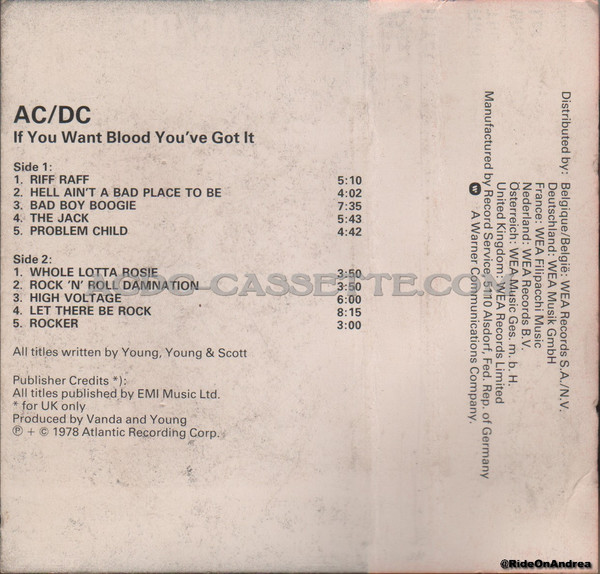 AC/DC
If You Want Blood You've Got It
Side 1:
1. RIFF RAFF 5:10
2. HELL AIN'T A BAD PLACE TO BE 4:02
3. BAD BOY BOOGIE 7:35
4. THE JACK 5:43
5. PROBLEM CHILD 4:42
Side 2:
1. WHOLE LOTTA ROSIE 3:50
2. ROCK 'N' ROLL DAMNATION 3:50
3. HIGH VOLTAGE 6:00
4. LET THERE BE ROCK 8:15
5. ROCKER 3:00
All titles written by Young, Young & Scott
Publisher Credits *):
All titles published by EMI Music Ltd.
* for UK only
Produced by Vanda and Young
℗ + © 1978 Atlantic Recording Corp.
Distributed by: Belgique/België: WEA Records S.A./N.V.
Deutschland: WEA Musik GmbH
France: WEA Filipacchi Music
Nederland: WEA Records B.V.
Österreich: WEA Music Ges. m. b. H.
United Kingdom: WEA Records Limited
Manufactured by Record Service, 5110 Alsdorf, Fed. Rep. of Germany
A Warner Communications Company.
ACDC-CASSETTE.COM
@RideOnAndrea